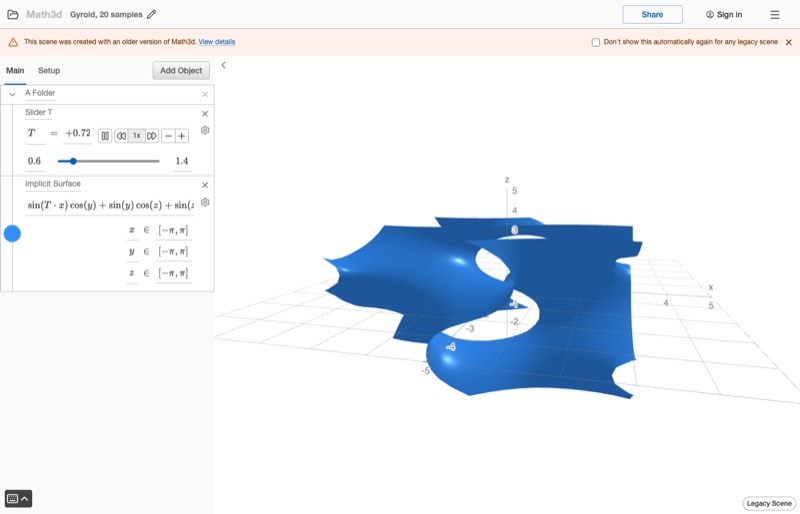 Math3d Gyroid, 20 samples Share Sign in
This scene was created with an older version of Math3d. View details Don't show this automatically again for any legacy scene
Main Setup Add Object
A Folder
Slider T
T = +0.72 1x − +
0.6 1.4
Implicit Surface
sin(T · x) cos(y) + sin(y) cos(z) + sin(z
x ∈ [−π, π]
y ∈ [−π, π]
z ∈ [−π, π]
z
5
4
3
x
4
5
-1
-2
-3
-4
-5
Legacy Scene